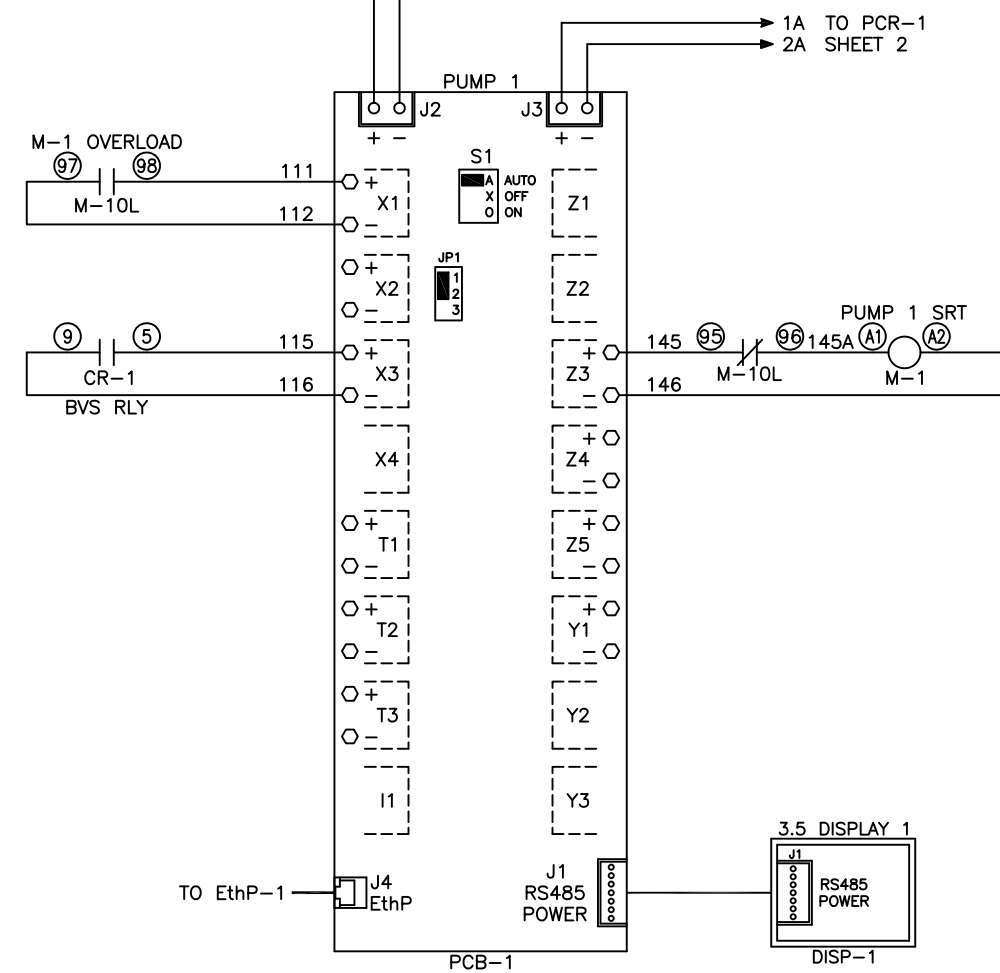 1A TO PCR-1
2A SHEET 2
PUMP 1
J2
J3
+ -
+ -
M-1 OVERLOAD
97 98
111
M-10L
112
+
X1
-
S1
A AUTO
X OFF
O ON
Z1
JP1
1
2
3
+
X2
-
Z2
9 5
115
CR-1
116
BVS RLY
+
X3
-
+
Z3
-
PUMP 1 SRT
145 95 96 145A A1 A2
M-10L
M-1
146
X4
+
Z4
-
+
T1
-
+
Z5
-
+
T2
-
+
Y1
-
+
T3
-
Y2
I1
Y3
TO EthP-1
J4
EthP
J1
RS485
POWER
3.5 DISPLAY 1
J1
RS485
POWER
DISP-1
PCB-1